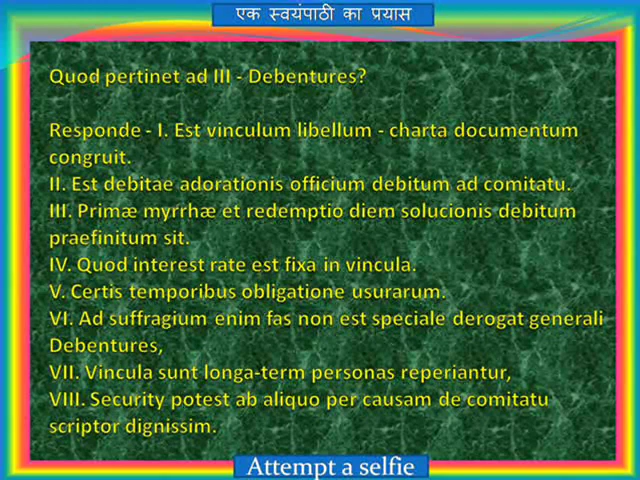 एक स्वयंपाठी का प्रयास
Quod pertinet ad III - Debentures?
Responde - I. Est vinculum libellum - charta documentum
congruit.
II. Est debitae adorationis officium debitum ad comitatu.
III. Primæ myrrhæ et redemptio diem solucionis debitum
praefinitum sit.
IV. Quod interest rate est fixa in vincula.
V. Certis temporibus obligatione usurarum.
VI. Ad suffragium enim fas non est speciale derogat generali
Debentures,
VII. Vincula sunt longa-term personas reperiantur,
VIII. Security potest ab aliquo per causam de comitatu
scriptor dignissim.
Attempt a selfie